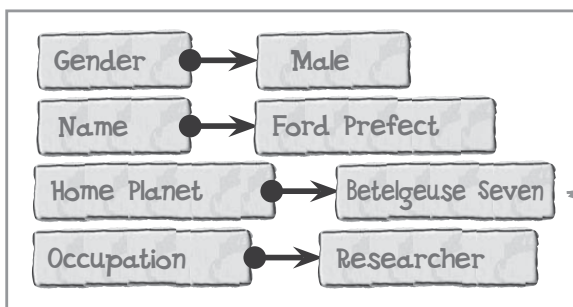 Gender Male
Name Ford Prefect
Home Planet Betelgeuse Seven
Occupation Researcher